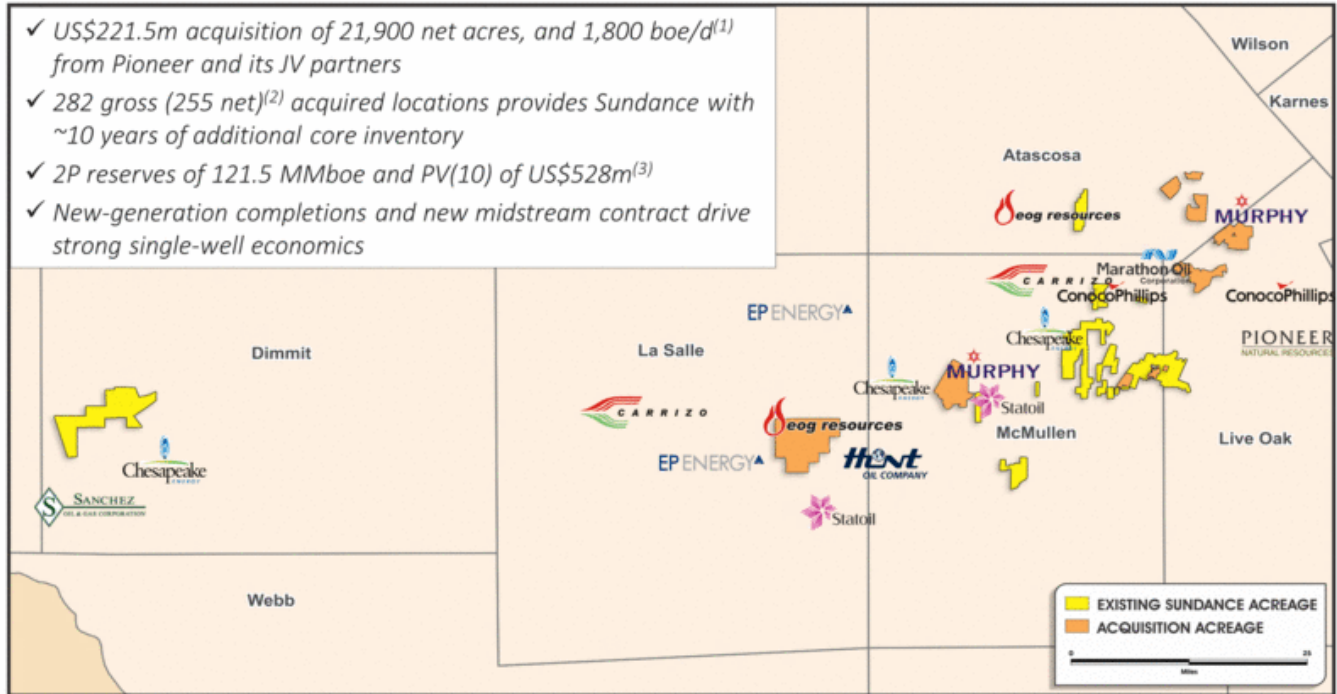 ✓ US$221.5m acquisition of 21,900 net acres, and 1,800 boe/d(1)
from Pioneer and its JV partners
✓ 282 gross (255 net)(2) acquired locations provides Sundance with
~10 years of additional core inventory
✓ 2P reserves of 121.5 MMboe and PV(10) of US$528m(3)
✓ New-generation completions and new midstream contract drive
strong single-well economics
Wilson
Karnes
Atascosa
eog resources
MURPHY
Marathon Oil
Corporation
CARRIZO
ConocoPhillips
ConocoPhillips
EP ENERGY
Chesapeake
ENERGY
PIONEER
NATURAL RESOURCES
Dimmit
La Salle
MURPHY
Chesapeake
ENERGY
Statoil
CARRIZO
eog resources
McMullen
Live Oak
EP ENERGY
Hunt
OIL COMPANY
Chesapeake
ENERGY
S SANCHEZ
OIL & GAS CORPORATION
Statoil
Webb
EXISTING SUNDANCE ACREAGE
ACQUISITION ACREAGE
0 25
Miles